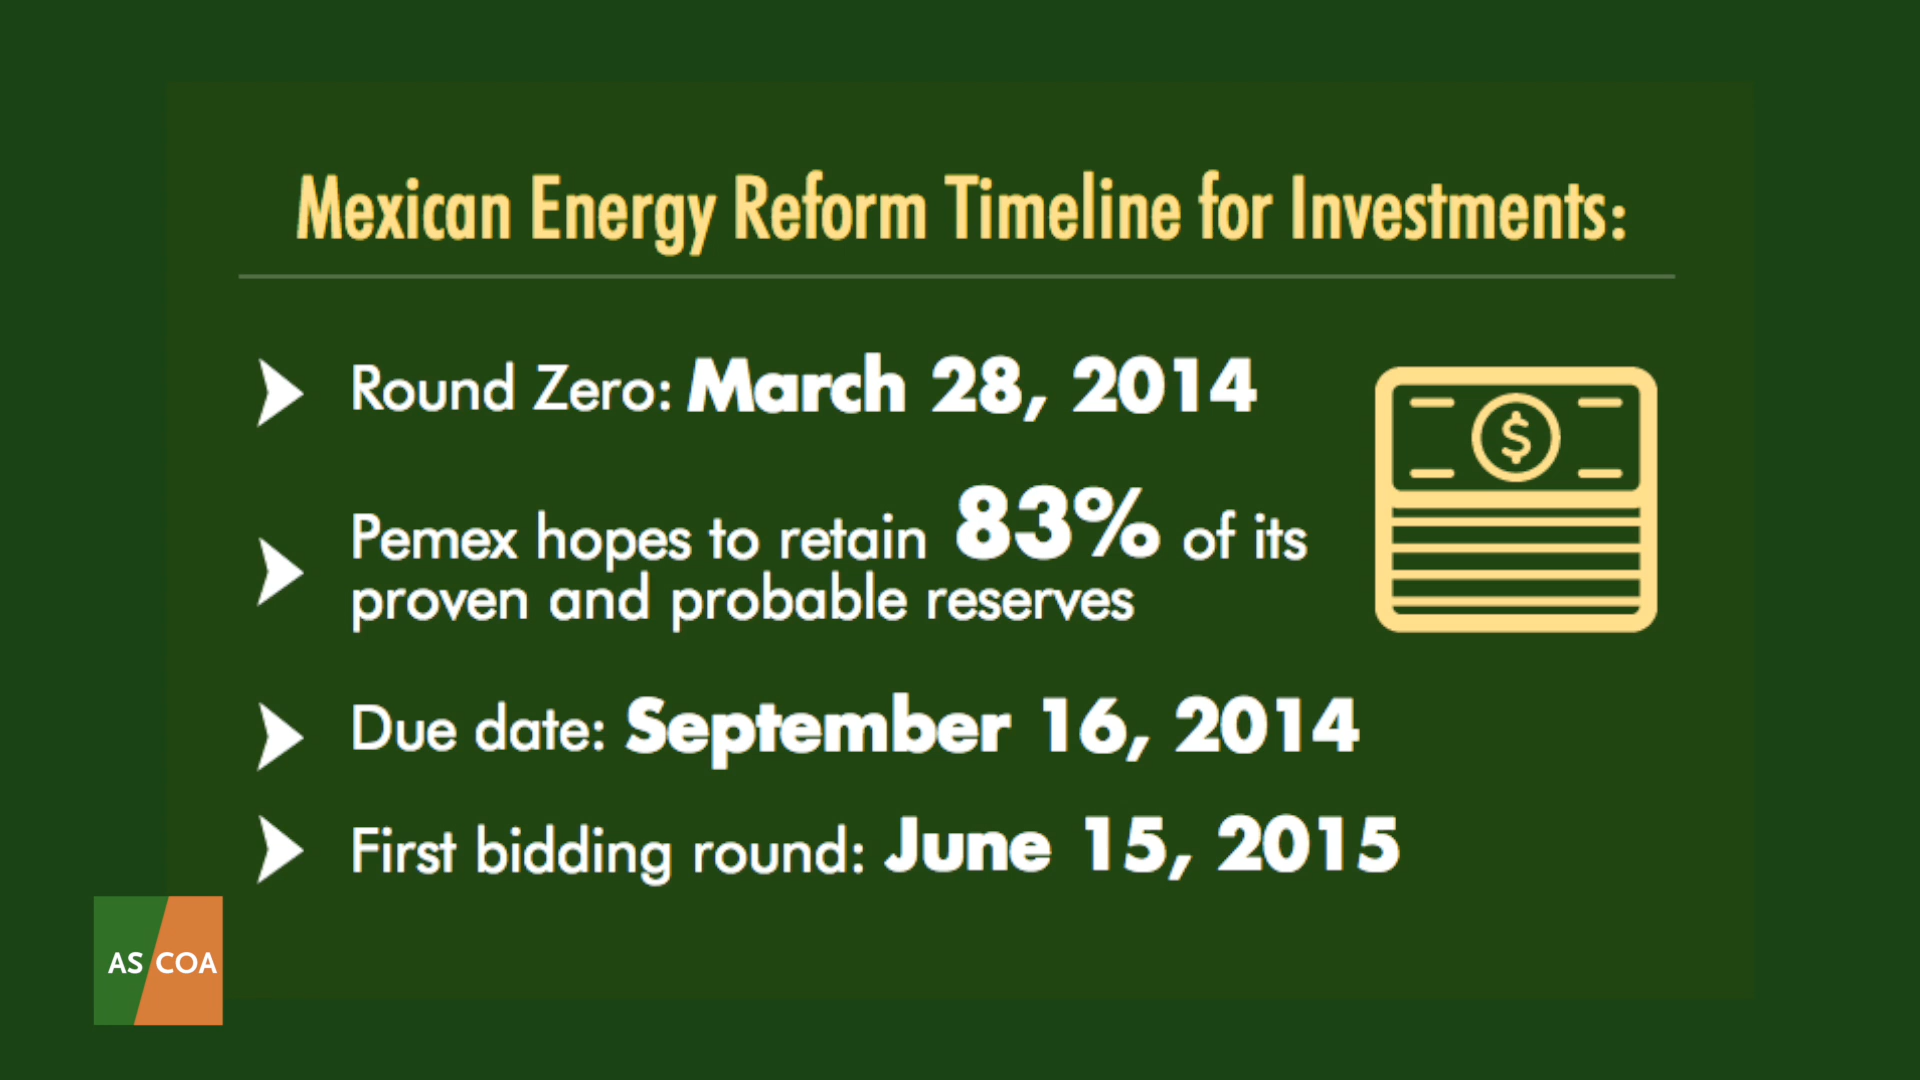 Mexican Energy Reform Timeline for Investments:
Round Zero: March 28, 2014
$
Pemex hopes to retain 83% of its
proven and probable reserves
Due date: September 16, 2014
First bidding round: June 15, 2015
AS COA